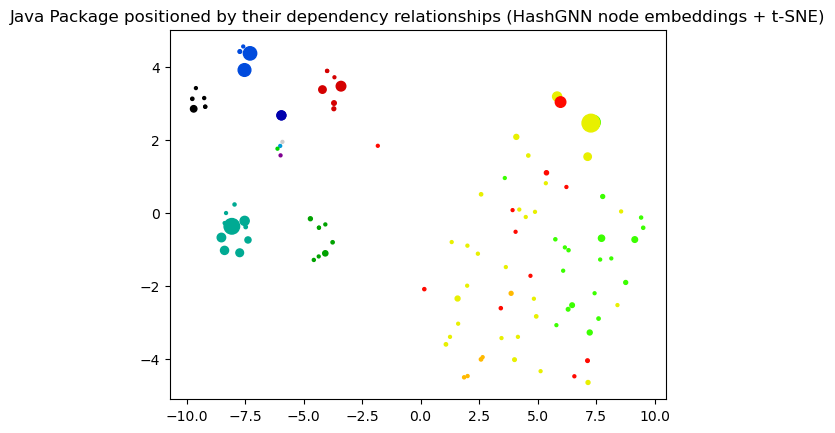 Java Package positioned by their dependency relationships (HashGNN node embeddings + t-SNE)
4
2
0
−2
−4
−10.0 −7.5 −5.0 −2.5 0.0 2.5 5.0 7.5 10.0